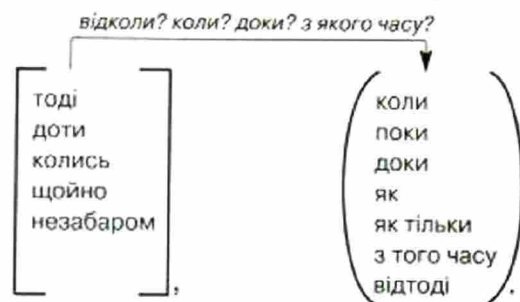 відколи? коли? доки? з якого часу?
тоді
доти
колись
щойно
незабаром
,
коли
поки
доки
як
як тільки
з того часу
відтоді
.